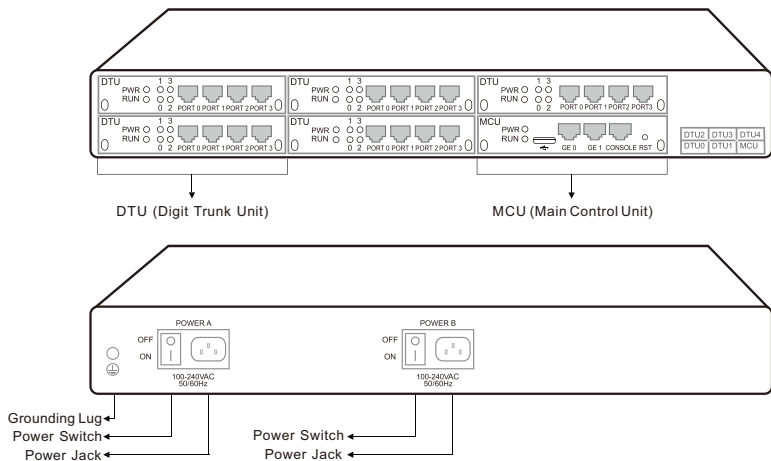 DTU 1 3 DTU 1 3 DTU 1 3
PWR PWR PWR
RUN RUN RUN
0 2 PORT 0 PORT 1 PORT 2 PORT 3 0 2 PORT 0 PORT 1 PORT 2 PORT 3 0 2 PORT 0 PORT 1 PORT2 PORT3
DTU 1 3 DTU 1 3 MCU
PWR PWR PWR
RUN RUN RUN
0 2 PORT 0 PORT 1 PORT 2 PORT 3 0 2 PORT 0 PORT 1 PORT 2 PORT 3 GE 0 GE 1 CONSOLE RST
DTU2 DTU3 DTU4
DTU0 DTU1 MCU
DTU (Digit Trunk Unit) MCU (Main Control Unit)
POWER A POWER B
OFF OFF
ON ON
100-240VAC 100-240VAC
50/60Hz 50/60Hz
Grounding Lug
Power Switch Power Switch
Power Jack Power Jack